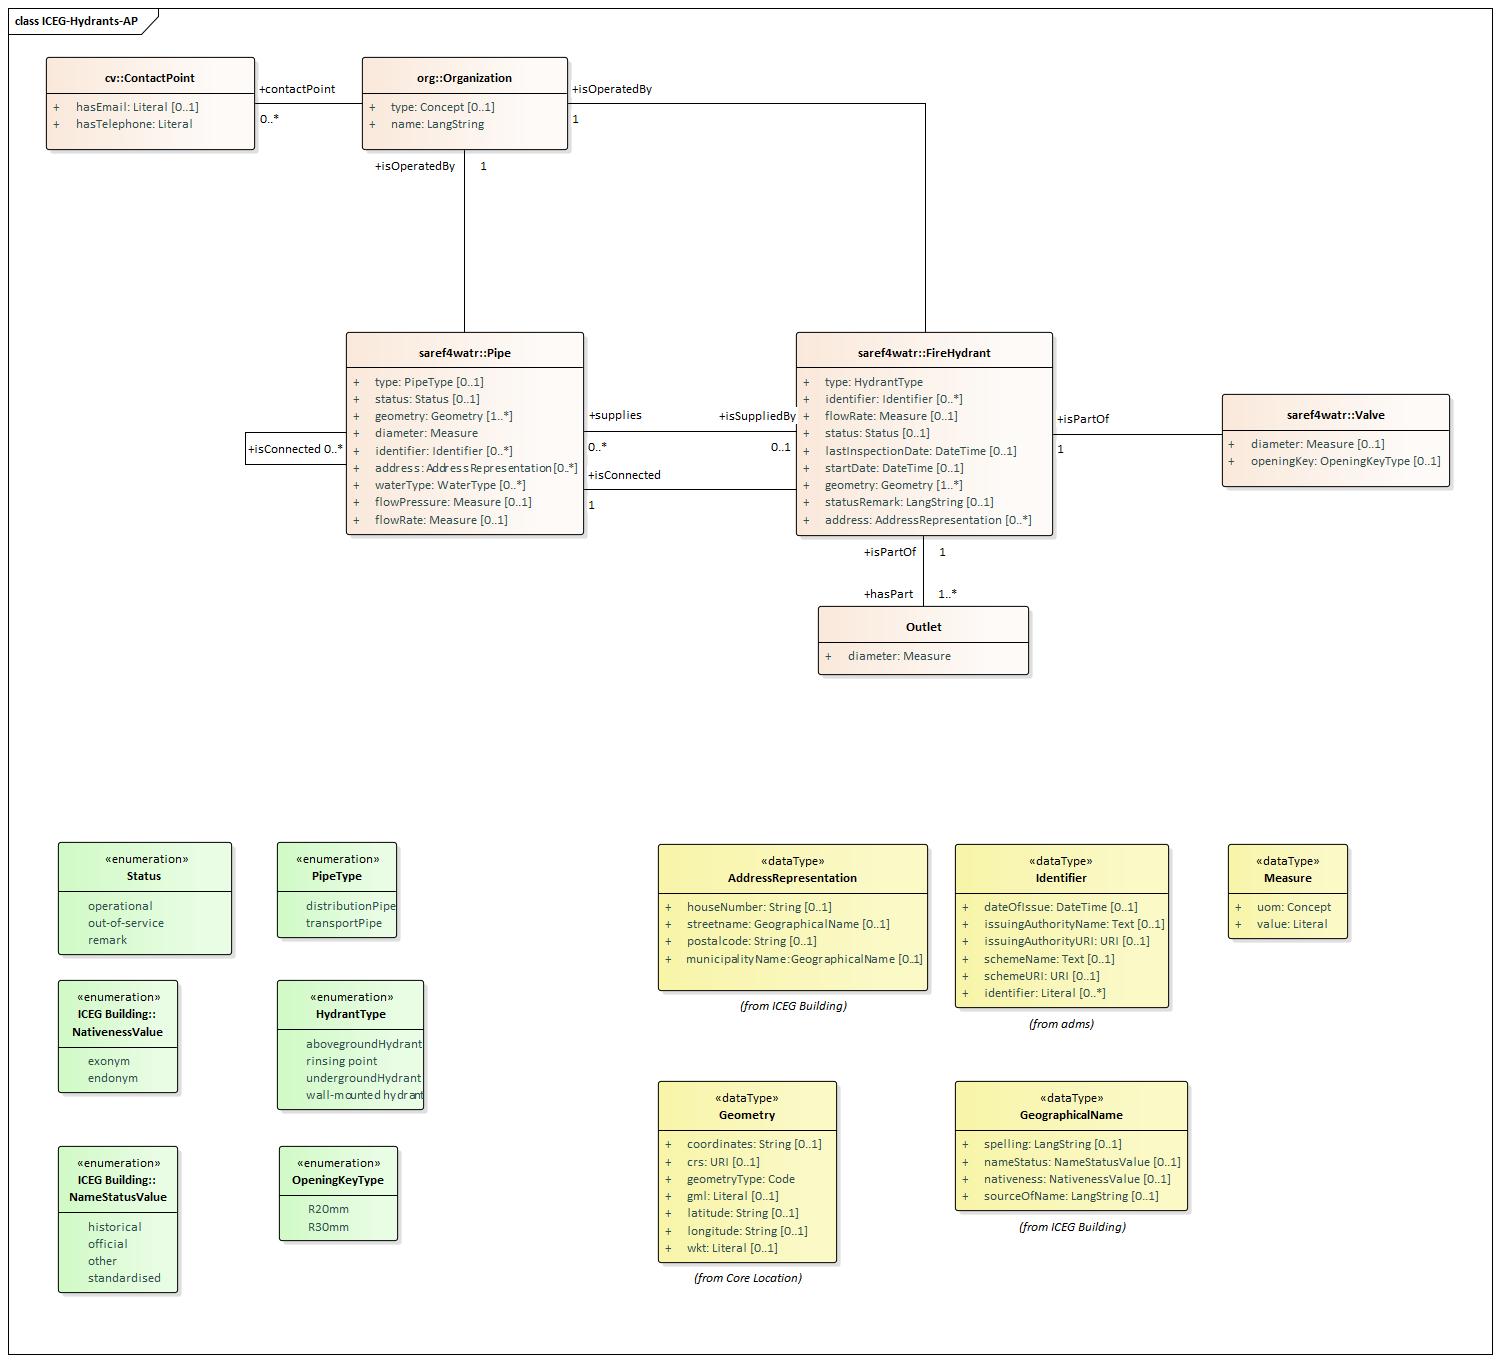 class ICEG-Hydrants-AP
cv::ContactPoint
+ hasEmail: Literal [0..1]
+ hasTelephone: Literal
+contactPoint
0..*
org::Organization
+ type: Concept [0..1]
+ name: LangString
+isOperatedBy
1
+isOperatedBy 1
saref4watr::Pipe
+ type: PipeType [0..1]
+ status: Status [0..1]
+ geometry: Geometry [1..*]
+ diameter: Measure
+ identifier: Identifier [0..*]
+ address: AddressRepresentation [0..*]
+ waterType: WaterType [0..*]
+ flowPressure: Measure [0..1]
+ flowRate: Measure [0..1]
+isConnected 0..*
+supplies
0..*
+isSuppliedBy
0..1
+isConnected
1
saref4watr::FireHydrant
+ type: HydrantType
+ identifier: Identifier [0..*]
+ flowRate: Measure [0..1]
+ status: Status [0..1]
+ lastInspectionDate: DateTime [0..1]
+ startDate: DateTime [0..1]
+ geometry: Geometry [1..*]
+ statusRemark: LangString [0..1]
+ address: AddressRepresentation [0..*]
+isPartOf
1
saref4watr::Valve
+ diameter: Measure [0..1]
+ openingKey: OpeningKeyType [0..1]
+isPartOf 1
+hasPart 1..*
Outlet
+ diameter: Measure
«enumeration»
Status
operational
out-of-service
remark
«enumeration»
PipeType
distributionPipe
transportPipe
«dataType»
AddressRepresentation
+ houseNumber: String [0..1]
+ streetname: GeographicalName [0..1]
+ postalcode: String [0..1]
+ municipalityName: GeographicalName [0..1]
(from ICEG Building)
«dataType»
Identifier
+ dateOfIssue: DateTime [0..1]
+ issuingAuthorityName: Text [0..1]
+ issuingAuthorityURI: URI [0..1]
+ schemeName: Text [0..1]
+ schemeURI: URI [0..1]
+ identifier: Literal [0..*]
(from adms)
«dataType»
Measure
+ uom: Concept
+ value: Literal
«enumeration»
ICEG Building::
NativenessValue
exonym
endonym
«enumeration»
HydrantType
abovegroundHydrant
rinsing point
undergroundHydrant
wall-mounted hydrant
«enumeration»
ICEG Building::
NameStatusValue
historical
official
other
standardised
«enumeration»
OpeningKeyType
R20mm
R30mm
«dataType»
Geometry
+ coordinates: String [0..1]
+ crs: URI [0..1]
+ geometryType: Code
+ gml: Literal [0..1]
+ latitude: String [0..1]
+ longitude: String [0..1]
+ wkt: Literal [0..1]
(from Core Location)
«dataType»
GeographicalName
+ spelling: LangString [0..1]
+ nameStatus: NameStatusValue [0..1]
+ nativeness: NativenessValue [0..1]
+ sourceOfName: LangString [0..1]
(from ICEG Building)